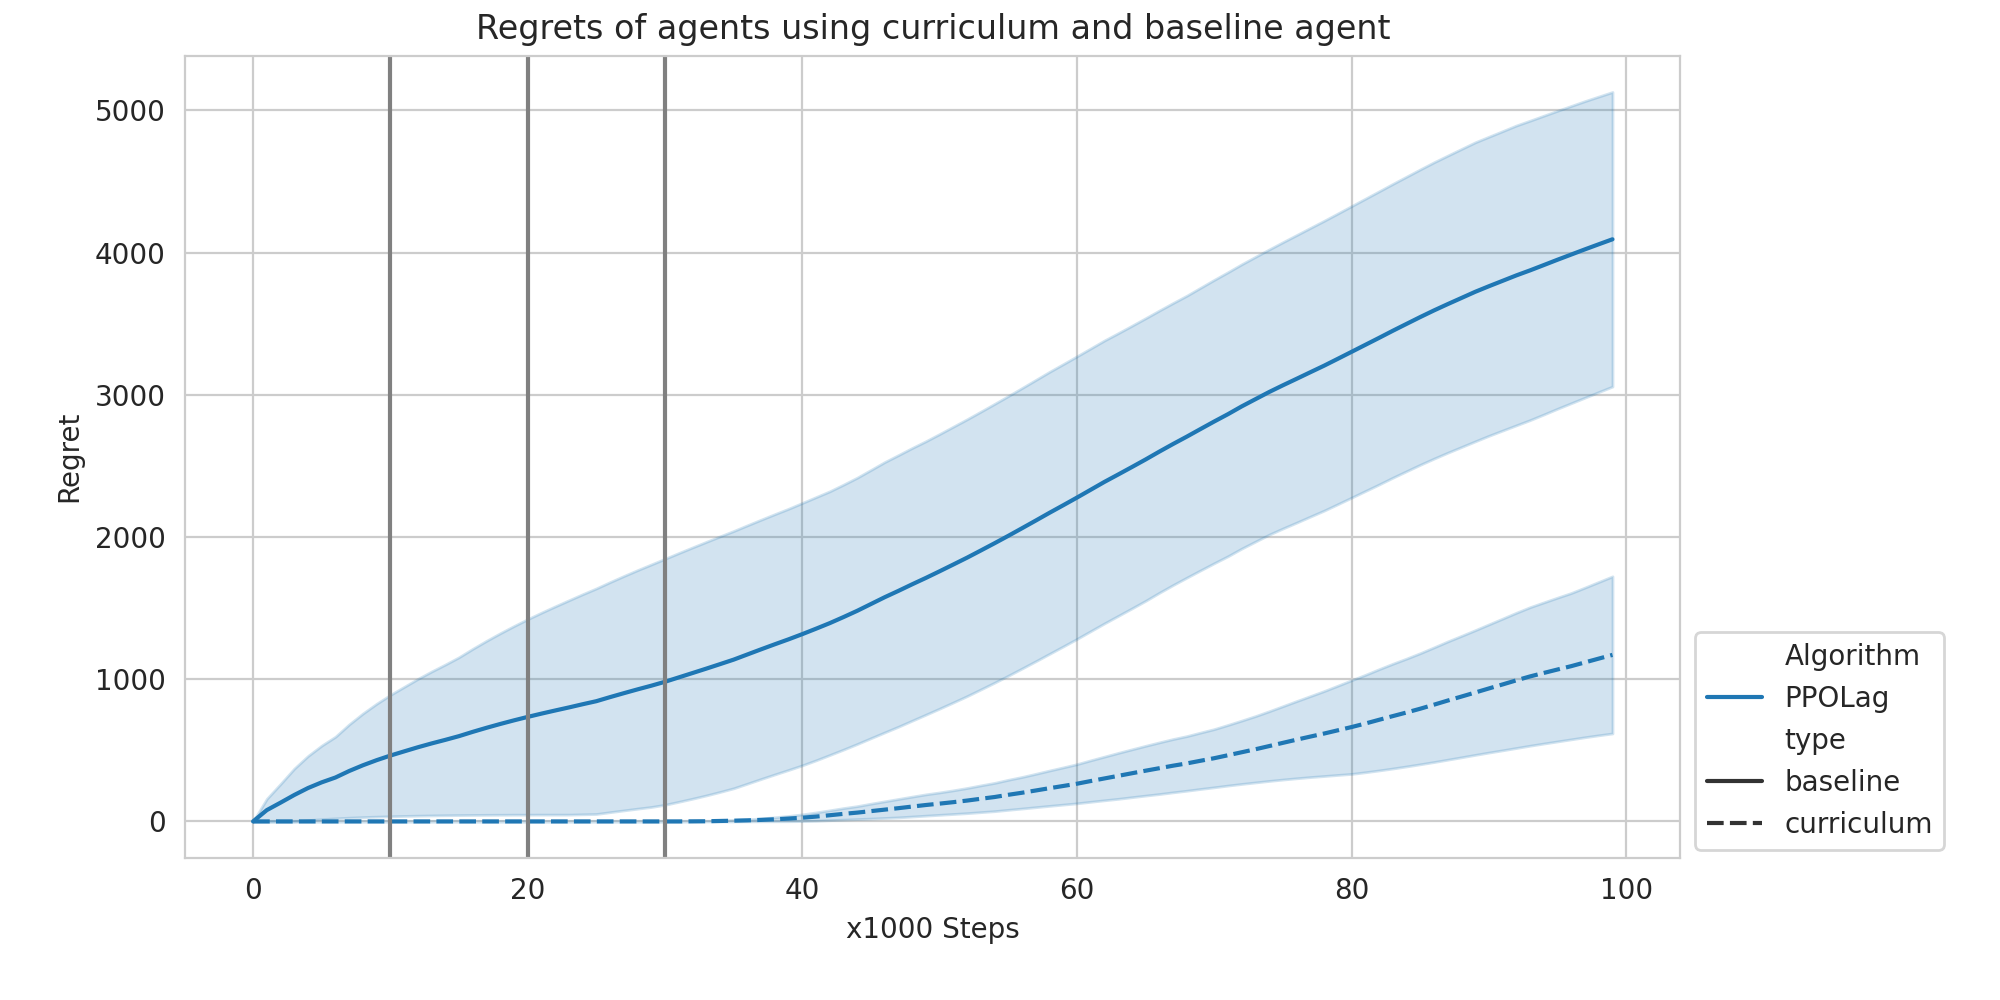 Regrets of agents using curriculum and baseline agent
5000
4000
3000
2000
1000
0
Regret
0 20 40 60 80 100
x1000 Steps
Algorithm
PPOLag
type
baseline
curriculum